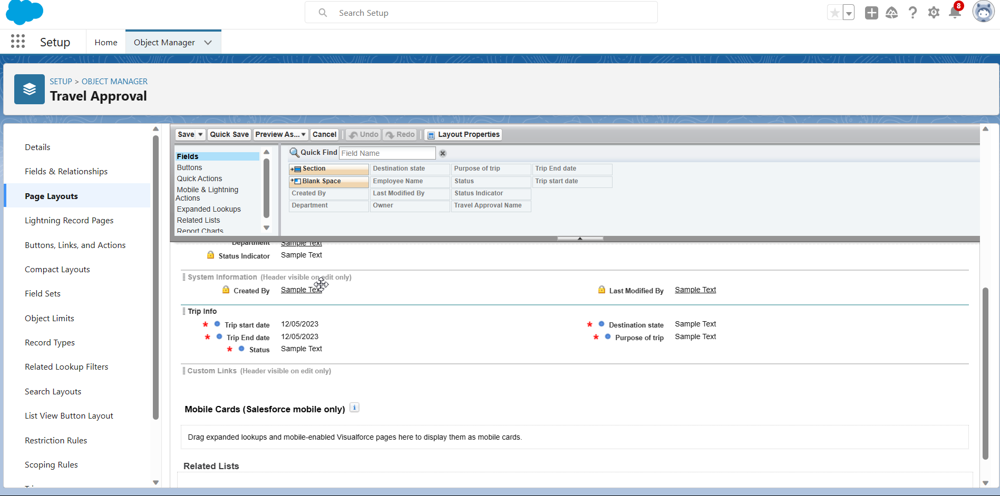 Search Setup
8
Setup
Home
Object Manager
SETUP > OBJECT MANAGER
Travel Approval
Details
Fields & Relationships
Page Layouts
Lightning Record Pages
Buttons, Links, and Actions
Compact Layouts
Field Sets
Object Limits
Record Types
Related Lookup Filters
Search Layouts
List View Button Layout
Restriction Rules
Scoping Rules
Save
Quick Save
Preview As...
Cancel
Undo
Redo
Layout Properties
Fields
Buttons
Quick Actions
Mobile & Lightning
Actions
Expanded Lookups
Related Lists
Report Charts
Quick Find Field Name
Section Destination state Purpose of trip Trip End date
Blank Space Employee Name Status Trip start date
Created By Last Modified By Status Indicator
Department Owner Travel Approval Name
Department Sample Text
Status Indicator Sample Text
System Information (Header visible on edit only)
Created By Sample Text Last Modified By Sample Text
Trip Info
* Trip start date 12/05/2023 * Destination state Sample Text
* Trip End date 12/05/2023 * Purpose of trip Sample Text
* Status Sample Text
Custom Links (Header visible on edit only)
Mobile Cards (Salesforce mobile only) i
Drag expanded lookups and mobile-enabled Visualforce pages here to display them as mobile cards.
Related Lists